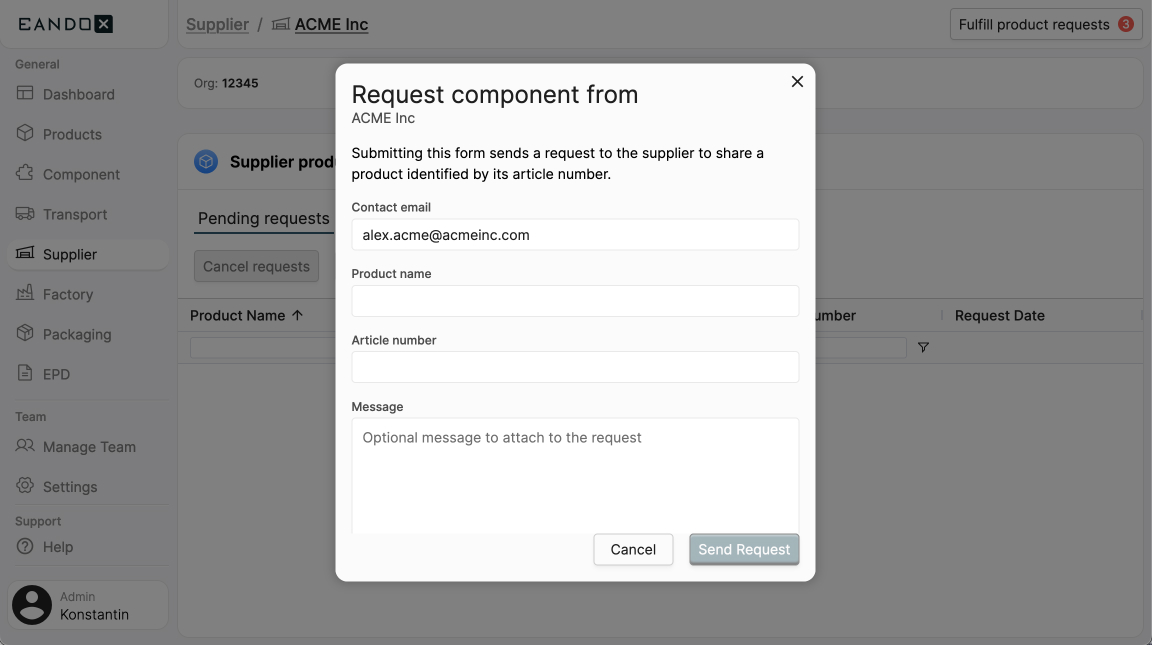 EANDOX
Supplier / ACME Inc
Fulfill product requests 3
General
Dashboard
Products
Component
Transport
Supplier
Factory
Packaging
EPD
Team
Manage Team
Settings
Support
Help
Admin
Konstantin
Org: 12345
Supplier
Pending requests
Cancel requests
Product Name
Request Date
Request component from
ACME Inc
Submitting this form sends a request to the supplier to share a
product identified by its article number.
Contact email
alex.acme@acmeinc.com
Product name
Article number
Message
Optional message to attach to the request
Cancel
Send Request